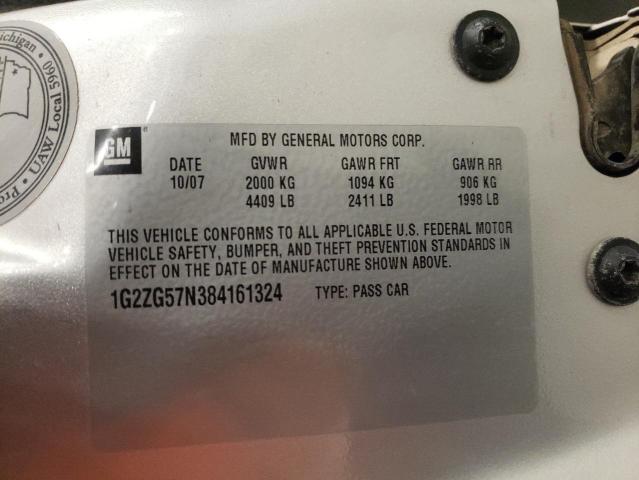 Michigan
UAW Local 5960
Pro
GM
MFD BY GENERAL MOTORS CORP.
DATE GVWR GAWR FRT GAWR RR
10/07 2000 KG 1094 KG 906 KG
4409 LB 2411 LB 1998 LB
THIS VEHICLE CONFORMS TO ALL APPLICABLE U.S. FEDERAL MOTOR
VEHICLE SAFETY, BUMPER, AND THEFT PREVENTION STANDARDS IN
EFFECT ON THE DATE OF MANUFACTURE SHOWN ABOVE.
1G2ZG57N384161324 TYPE: PASS CAR